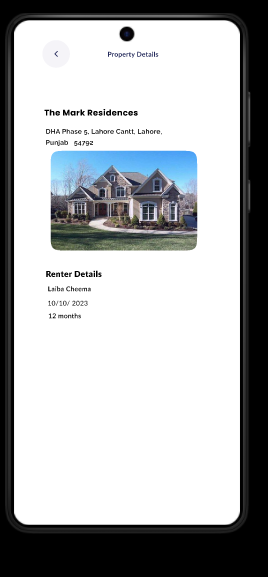 Property Details
The Mark Residences
DHA Phase 5, Lahore Cantt, Lahore,
Punjab 54792
Renter Details
Laiba Cheema
10/10/ 2023
12 months